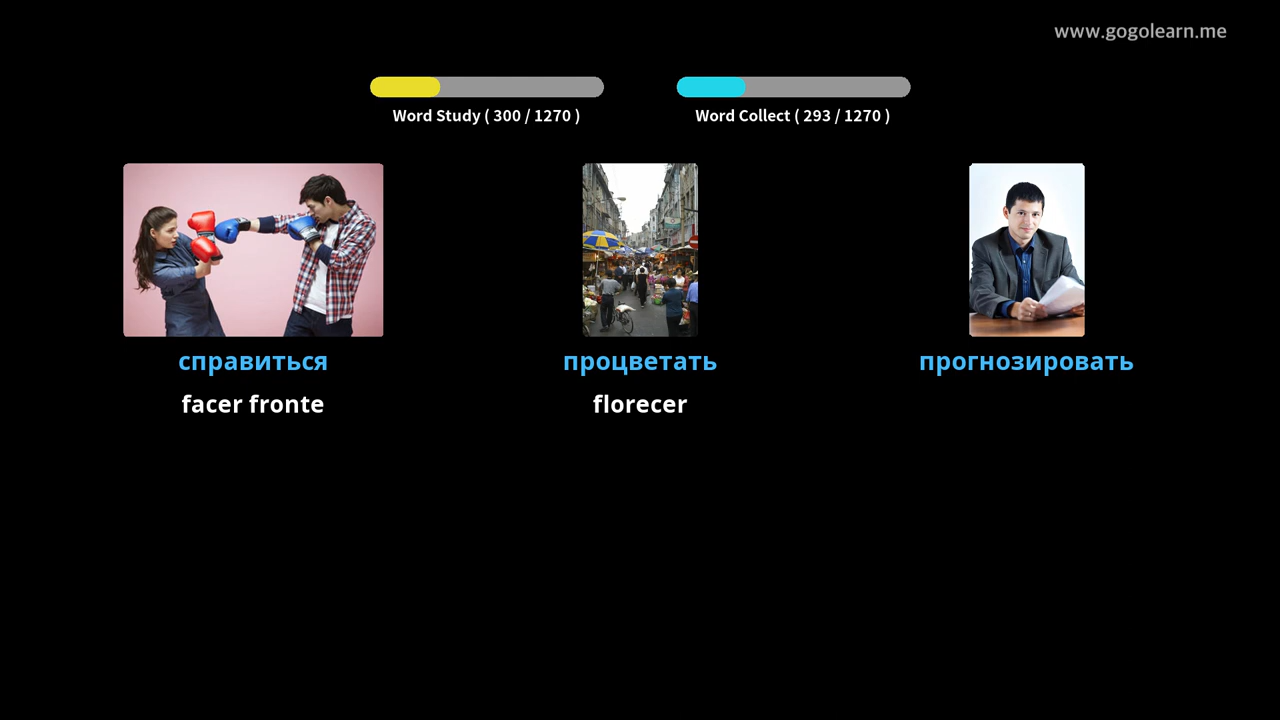 www.gogolearn.me
Word Study ( 300 / 1270 )
Word Collect ( 293 / 1270 )
справиться
процветать
прогнозировать
facer fronte
florecer